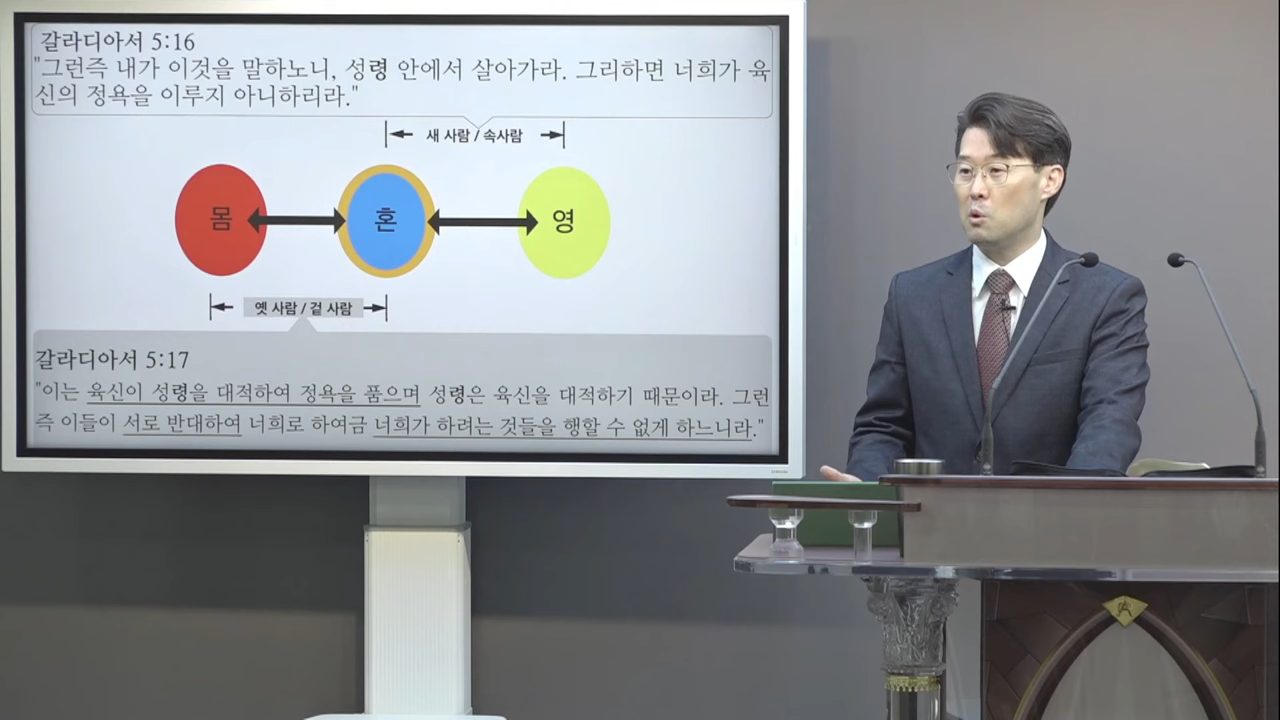 갈라디아서 5:16
"그런즉 내가 이것을 말하노니, 성령 안에서 살아가라. 그리하면 너희가 육
신의 정욕을 이루지 아니하리라."
새 사람 / 속사람
몸 혼 영
옛 사람 / 겉 사람
갈라디아서 5:17
"이는 육신이 성령을 대적하여 정욕을 품으며 성령은 육신을 대적하기 때문이라. 그런
즉 이들이 서로 반대하여 너희로 하여금 너희가 하려는 것들을 행할 수 없게 하느니라."